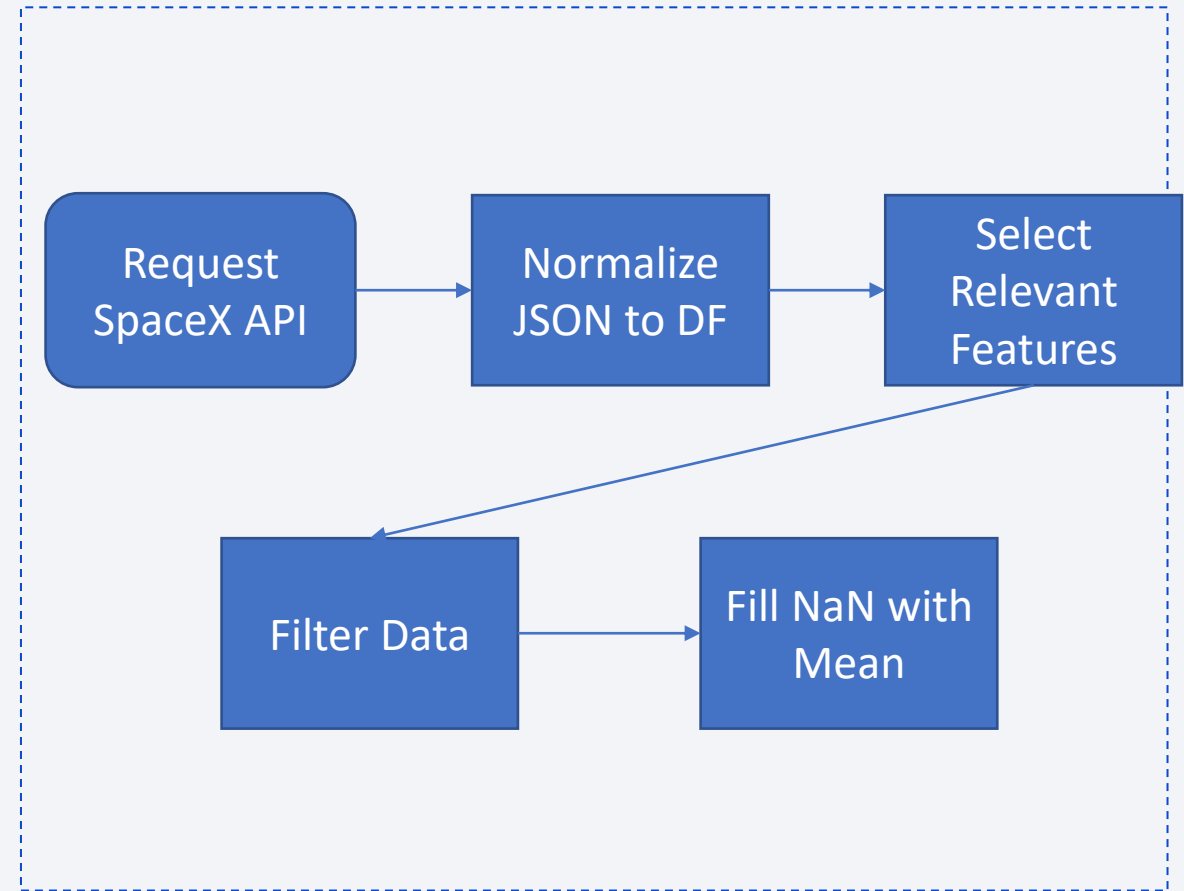 Request
SpaceX API
Normalize
JSON to DF
Select
Relevant
Features
Filter Data
Fill NaN with
Mean